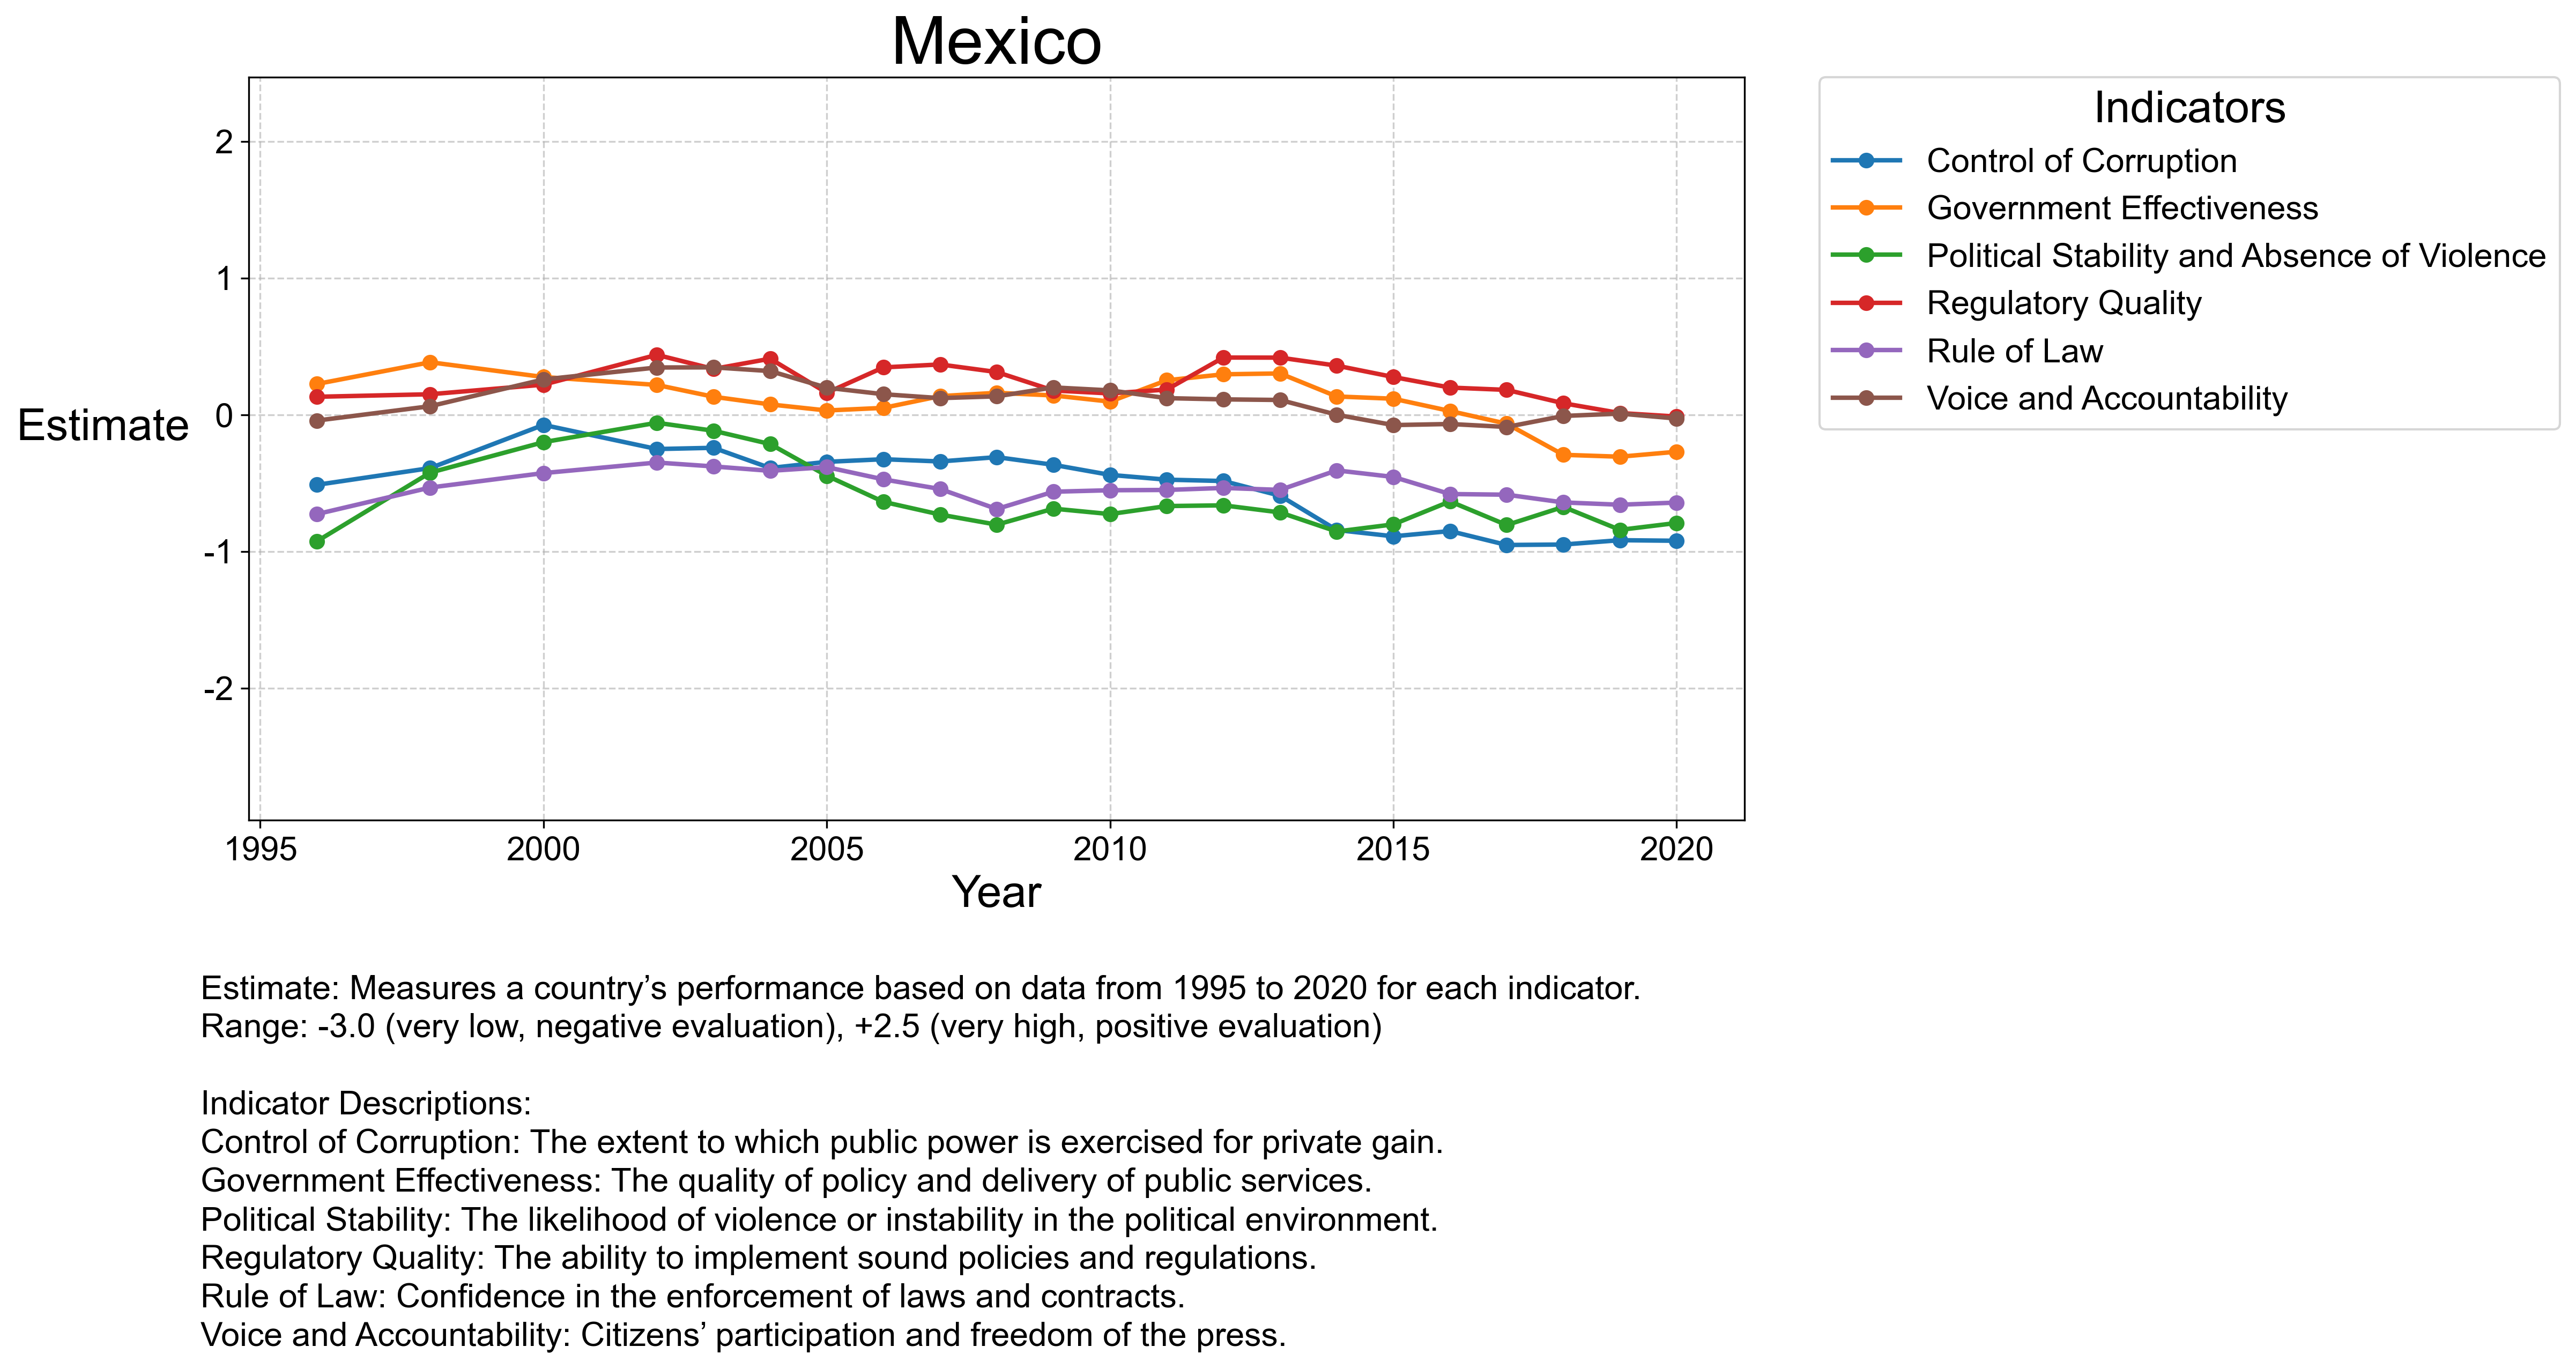 Mexico
Indicators
Control of Corruption
Government Effectiveness
Political Stability and Absence of Violence
Regulatory Quality
Rule of Law
Voice and Accountability
Estimate
2
1
0
-1
-2
1995 2000 2005 2010 2015 2020
Year
Estimate: Measures a country’s performance based on data from 1995 to 2020 for each indicator.
Range: -3.0 (very low, negative evaluation), +2.5 (very high, positive evaluation)
Indicator Descriptions:
Control of Corruption: The extent to which public power is exercised for private gain.
Government Effectiveness: The quality of policy and delivery of public services.
Political Stability: The likelihood of violence or instability in the political environment.
Regulatory Quality: The ability to implement sound policies and regulations.
Rule of Law: Confidence in the enforcement of laws and contracts.
Voice and Accountability: Citizens’ participation and freedom of the press.